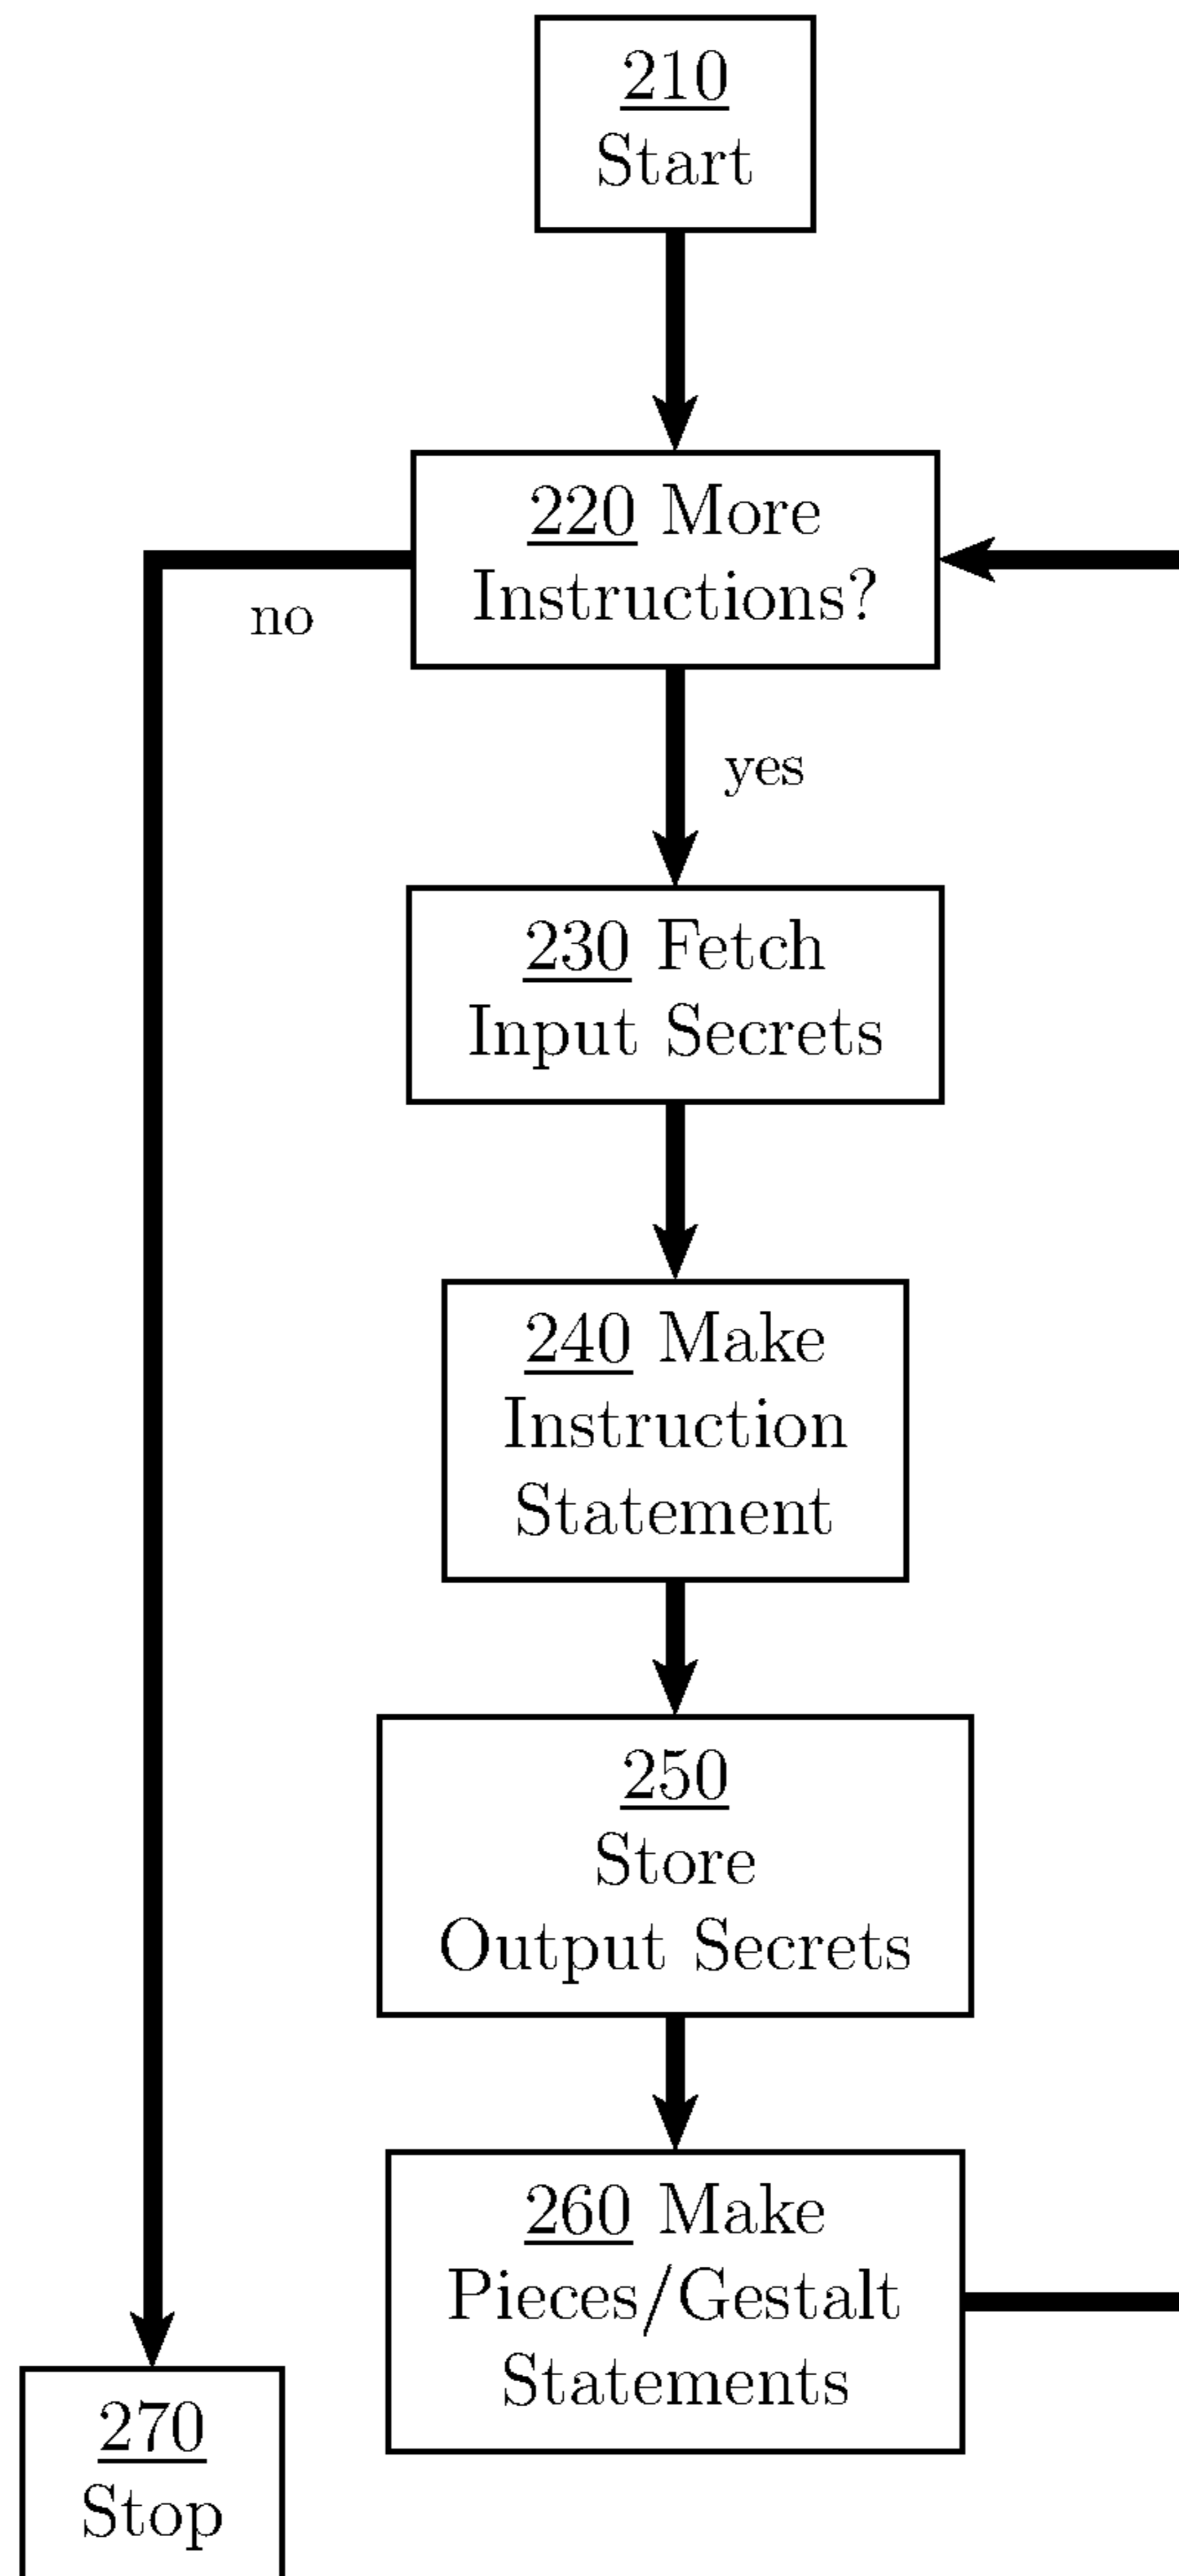 210
Start
220 More
Instructions?
no
yes
230 Fetch
Input Secrets
240 Make
Instruction
Statement
250
Store
Output Secrets
260 Make
Pieces/Gestalt
Statements
270
Stop